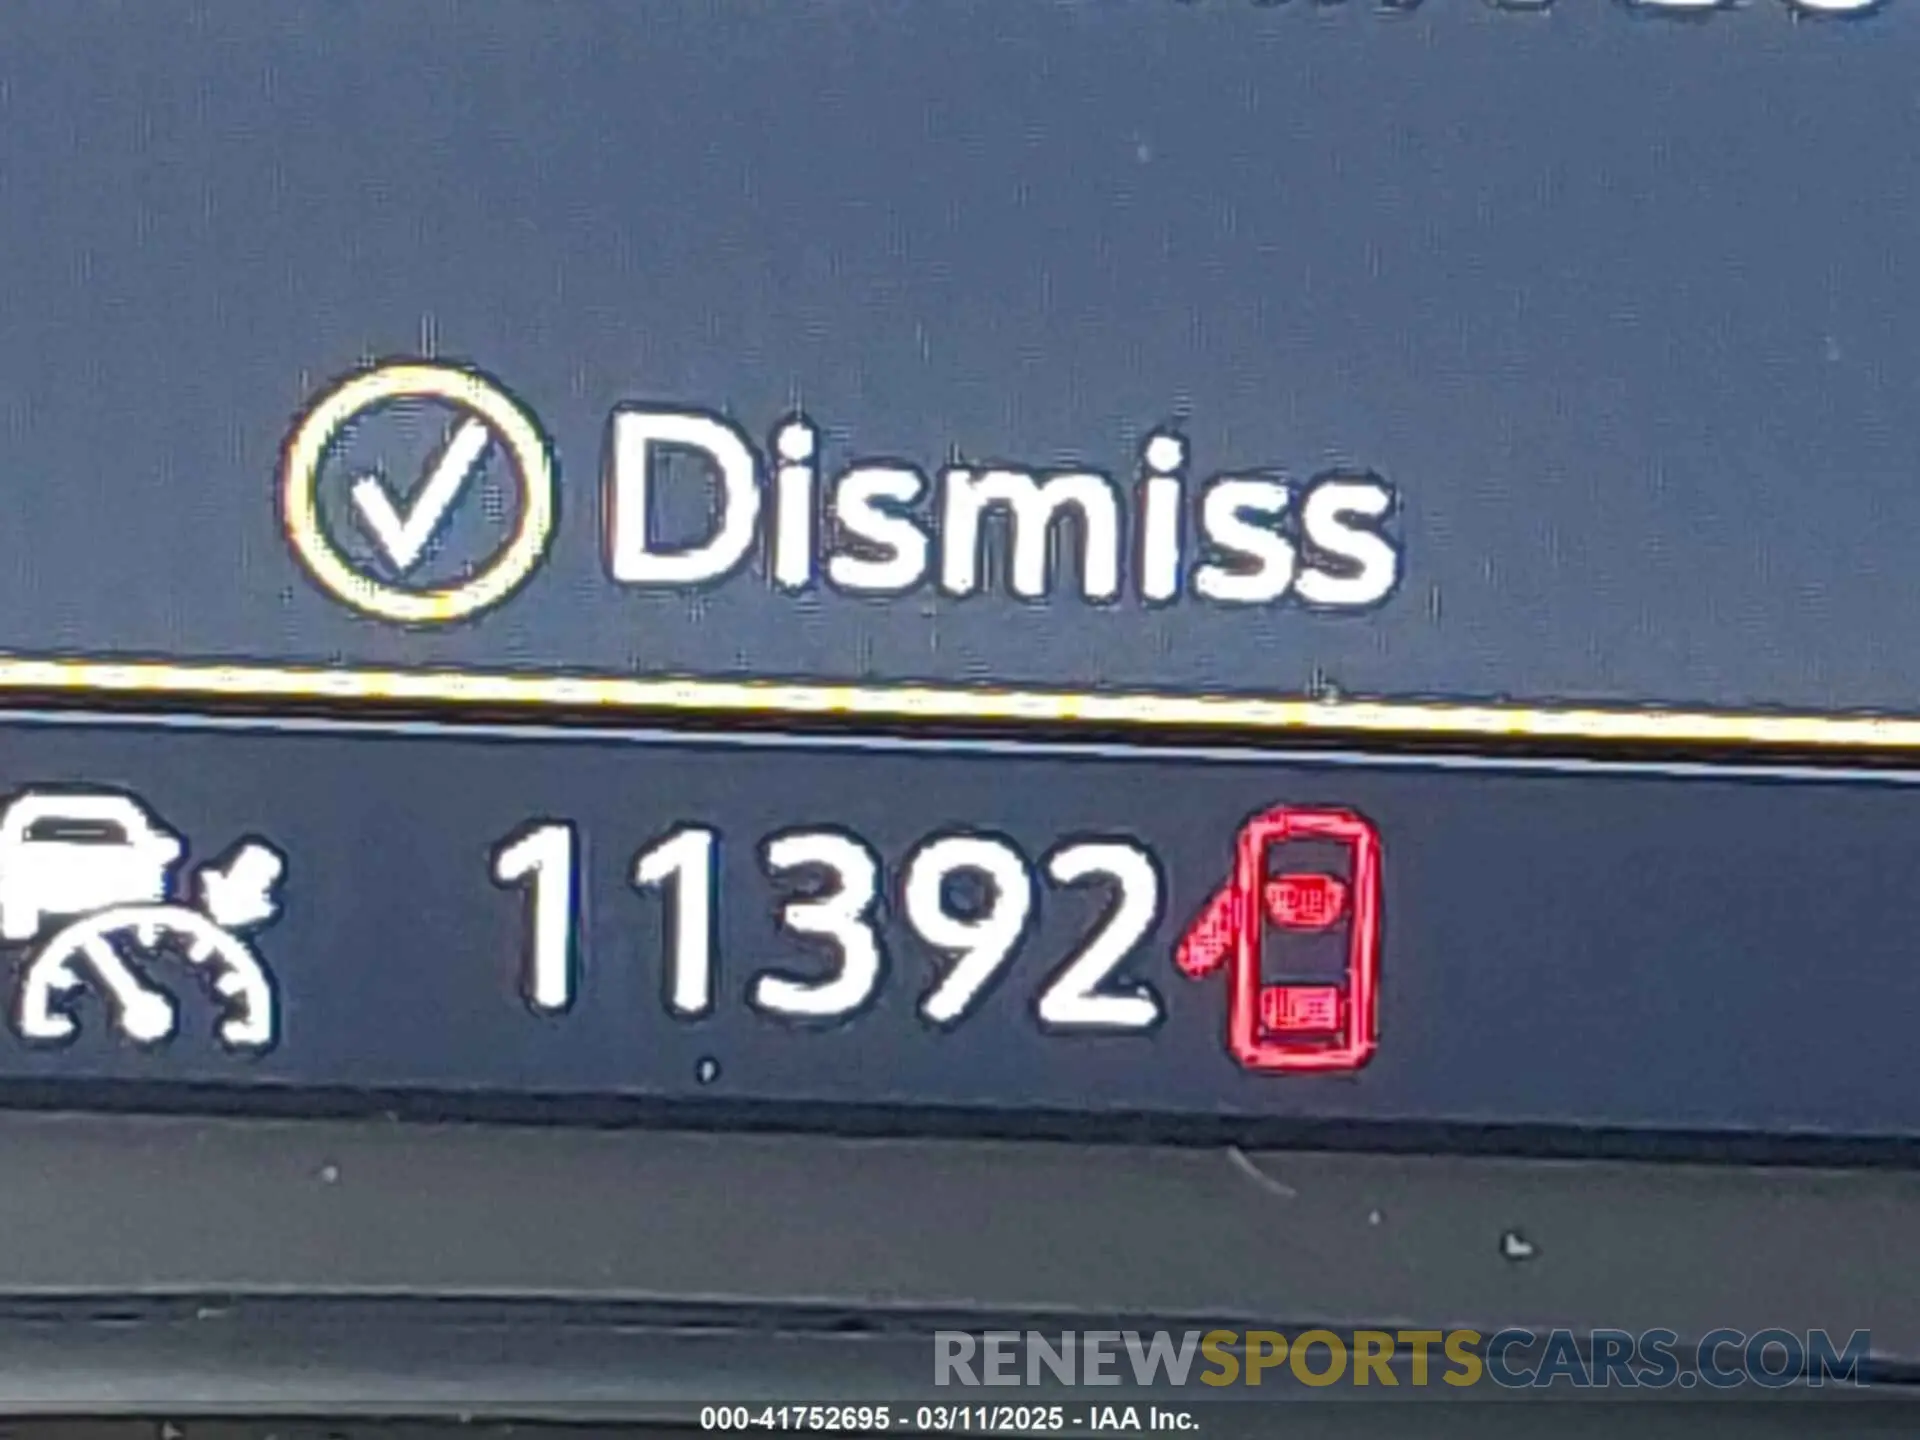 Dismiss
11392
RENEWSPORTSCARS.COM
000-41752695 - 03/11/2025 - IAA Inc.